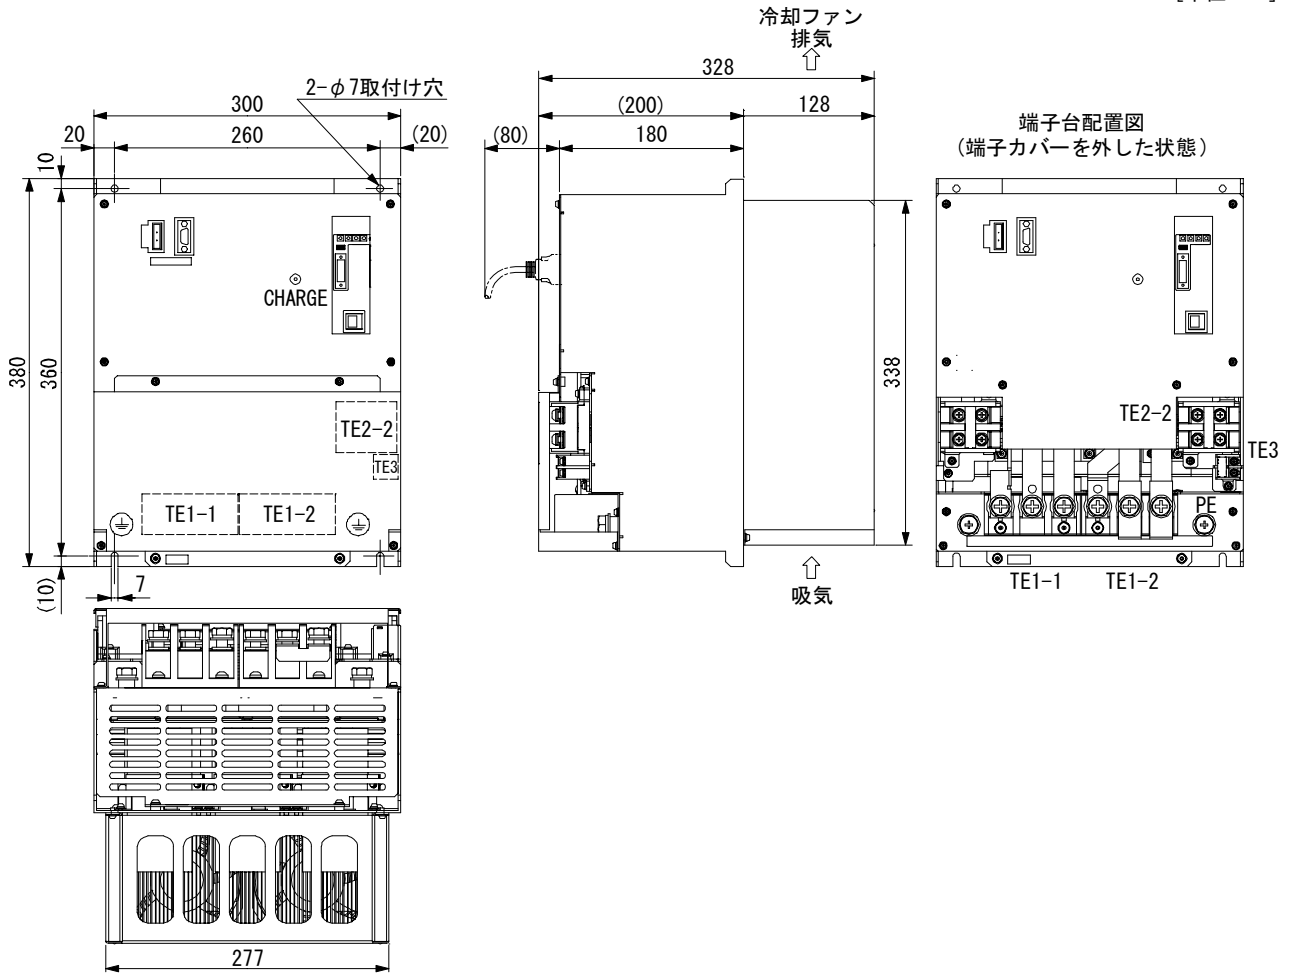 冷却ファン
排気
2-φ7取付け穴
300
20
260
(20)
10
380
360
CHARGE
TE2-2
TE3
TE1-1
TE1-2
(10)
7
328
(200)
128
(80)
180
338
吸気
端子台配置図
(端子カバーを外した状態)
TE2-2
TE3
PE
TE1-1
TE1-2
277